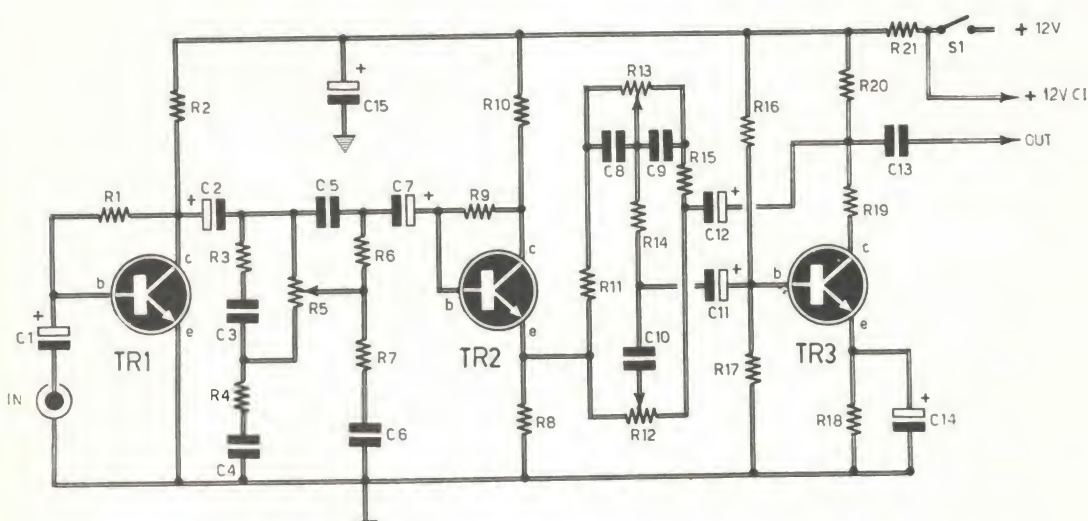 R21
S1
+ 12V
R2
+
C15
R10
R13
R16
R20
+ 12V CI
C8
C9
R15
OUT
C13
R1
+
C2
C5
C7
+
R9
R3
R6
R14
C12
+
R19
b
c
R5
b
c
R11
C11
+
b
c
C1
+
e
C3
e
C10
e
TR1
R7
TR2
R17
TR3
IN
R4
R8
R12
R18
+
C14
C4
C6